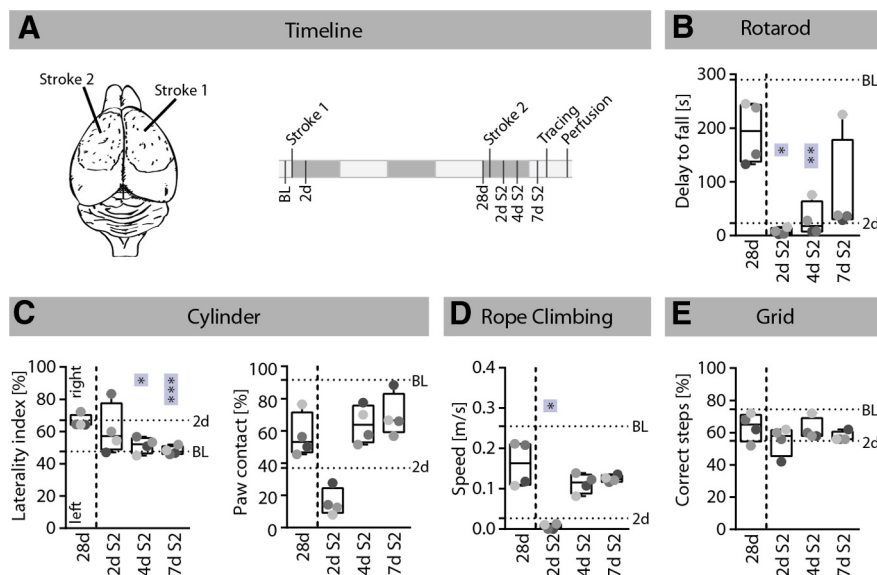 A Timeline
Stroke 2
Stroke 1
Stroke 1
Stroke 2
Tracing
Perfusion
BL
2d
28d
2d S2
4d S2
7d S2
B Rotarod
Delay to fall [s]
300
200
100
0
BL
2d
*
**
28d
2d S2
4d S2
7d S2
C Cylinder
Laterality index [%]
100
80
60
40
20
0
right
left
*
***
2d
BL
28d
2d S2
4d S2
7d S2
Paw contact [%]
100
80
60
40
20
0
BL
2d
28d
2d S2
4d S2
7d S2
D Rope Climbing
Speed [m/s]
0.4
0.3
0.2
0.1
0.0
*
BL
2d
28d
2d S2
4d S2
7d S2
E Grid
Correct steps [%]
100
80
60
40
20
0
BL
2d
28d
2d S2
4d S2
7d S2